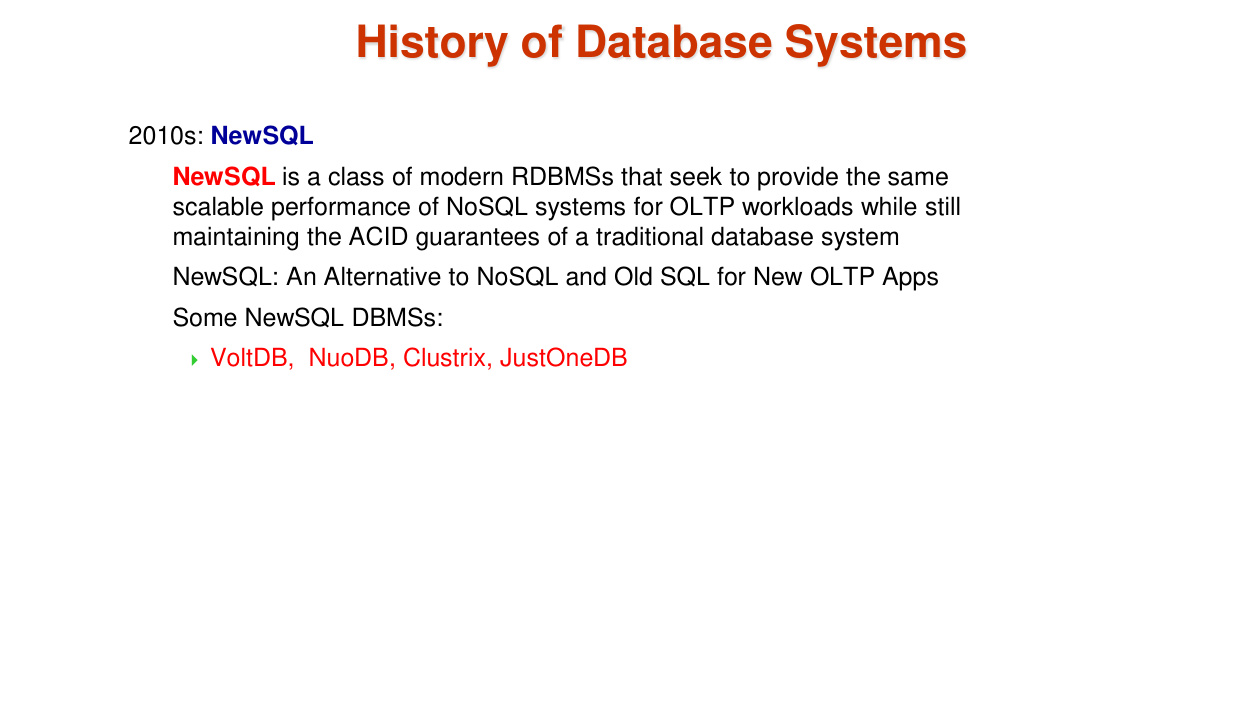 History of Database Systems
2010s: NewSQL
NewSQL is a class of modern RDBMSs that seek to provide the same
scalable performance of NoSQL systems for OLTP workloads while still
maintaining the ACID guarantees of a traditional database system
NewSQL: An Alternative to NoSQL and Old SQL for New OLTP Apps
Some NewSQL DBMSs:
VoltDB,  NuoDB, Clustrix, JustOneDB